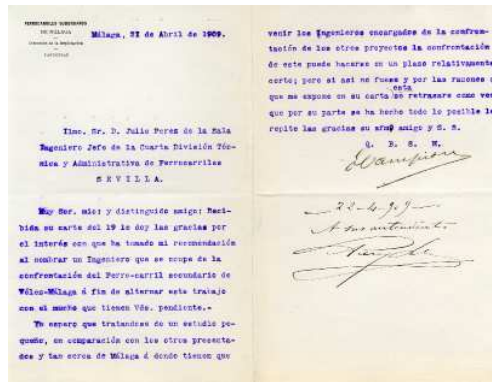 FERROCARRILES SUBURBANOS
DE MÁLAGA
Málaga, 21 de Abril de 1909.
Ilmo. Sr. D. Julio Perez de la Sala
Ingeniero Jefe de la Cuarta División Téc-
nica y Administrativa de Ferrocarriles
SEVILLA.
Muy Sor. mio: y distinguido amigo: Reci-
bida su carta del 19 le doy las gracias por
el interés con que ha tomado mi recomendación
al nombrar un Ingeniero que se ocupe de la
confrontación del Ferro-carril secundario de
Vélez-Málaga á fin de alternar este trabajo
con el mucho que tienen Vds. pendiente.-
Yo espero que tratandose de un estudio pe-
queño, en comparación con los otros presenta-
dos y tan cerca de Málaga á donde tienen que
venir los Ingenieros encargados de la confron-
tación de los otros proyectos la confrontación
de este puede hacerse en un plazo relativamente
corto; pero si asi no fuese y por las razones
que me expone en su carta esta se retrasare como veo
que por su parte se ha hecho todo lo posible le
repite las gracias su afmº amigo y S. S.
Q. B. S. M.
22-4-909
A sus antecedentes